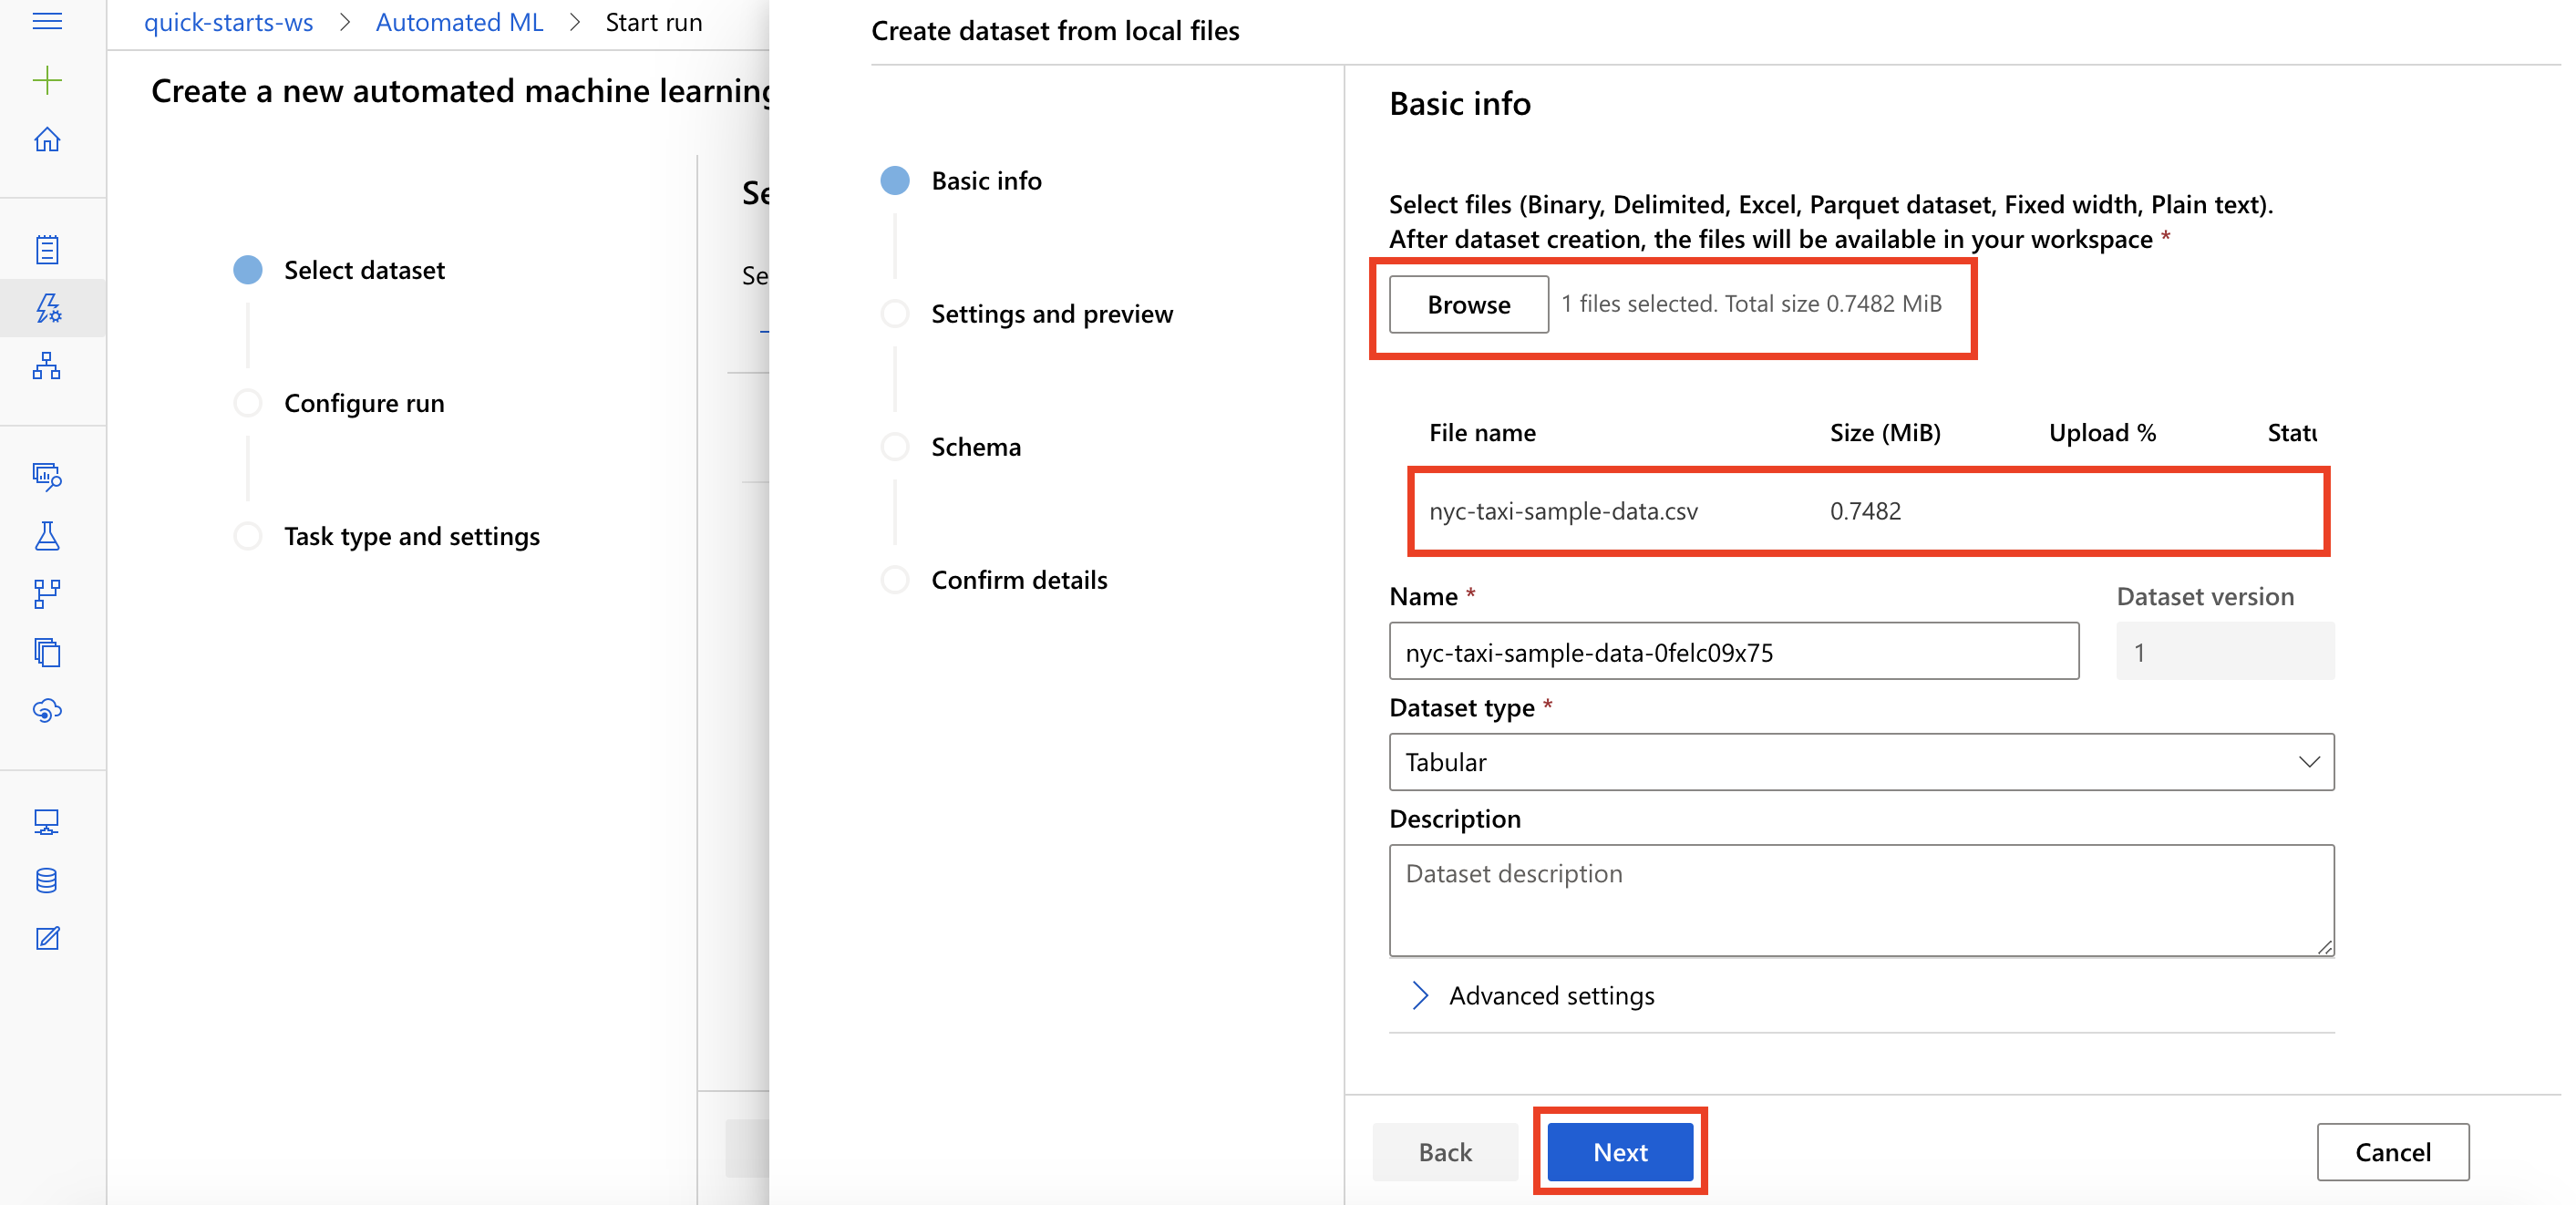 quick-starts-ws > Automated ML > Start run
Create a new automated machine learning
Select dataset
Configure run
Task type and settings
Se
Se
Create dataset from local files
Basic info
Settings and preview
Schema
Confirm details
Basic info
Select files (Binary, Delimited, Excel, Parquet dataset, Fixed width, Plain text).
After dataset creation, the files will be available in your workspace *
Browse 1 files selected. Total size 0.7482 MiB
File name Size (MiB) Upload % Statu
nyc-taxi-sample-data.csv 0.7482
Name * Dataset version
nyc-taxi-sample-data-0felc09x75 1
Dataset type *
Tabular
Description
Dataset description
Advanced settings
Back Next Cancel